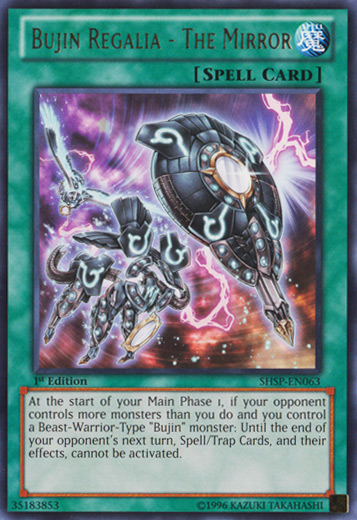 Bujin Regalia - The Mirror
魔
[Spell Card]
1st Edition
SHSP-EN063
At the start of your Main Phase 1, if your opponent
controls more monsters than you do and you control
a Beast-Warrior-Type "Bujin" monster: Until the end
of your opponent's next turn, Spell/Trap Cards, and their
effects, cannot be activated.
35183853
©1996 KAZUKI TAKAHASHI